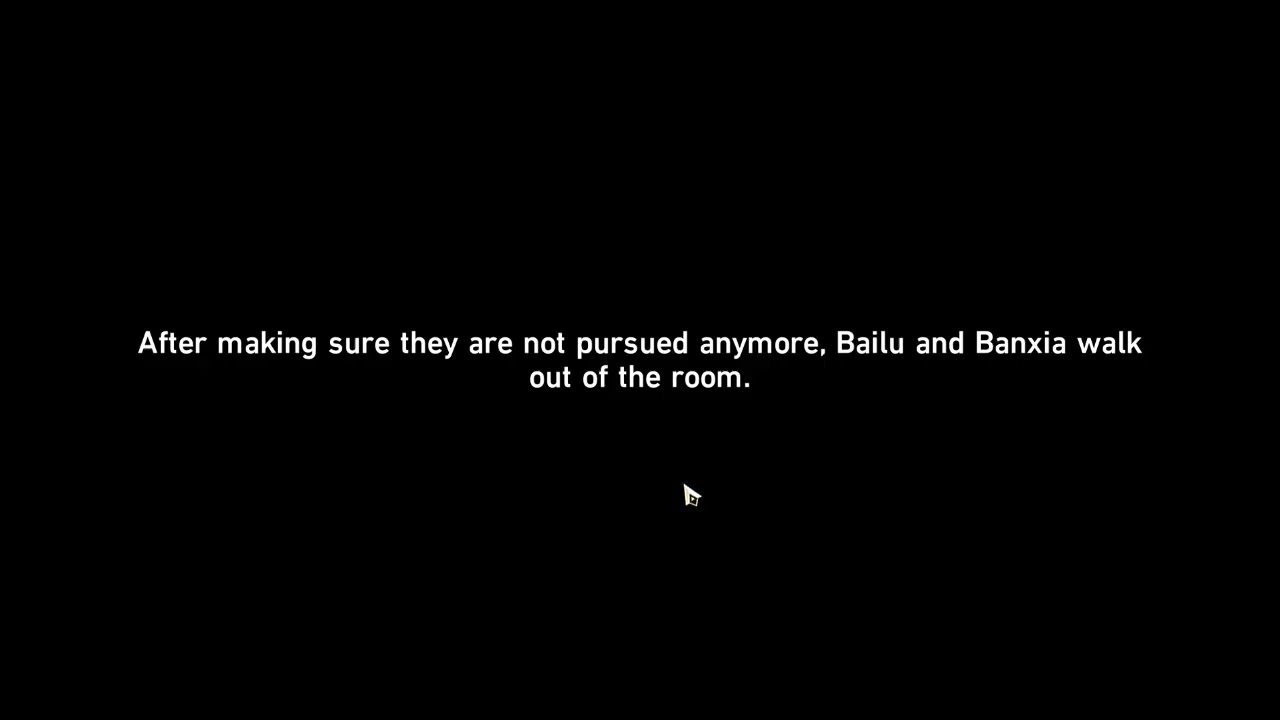 After making sure they are not pursued anymore, Bailu and Banxia walk
out of the room.